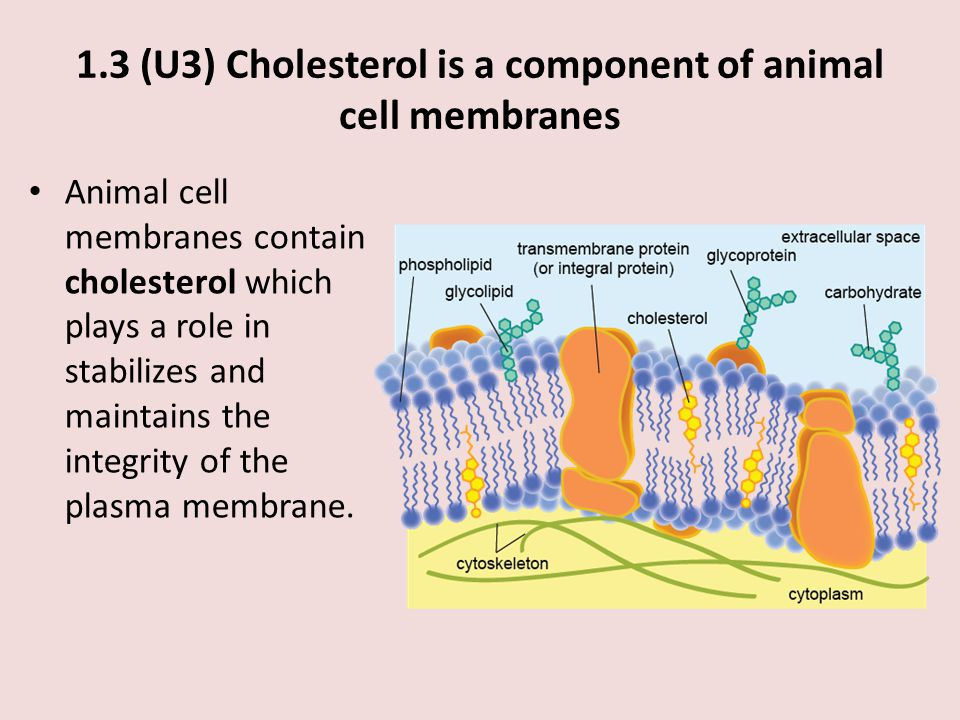 1.3 (U3) Cholesterol is a component of animal
cell membranes
• Animal cell
membranes contain
cholesterol which
plays a role in
stabilizes and
maintains the
integrity of the
plasma membrane.
phospholipid
glycolipid
transmembrane protein
(or integral protein)
cholesterol
glycoprotein
extracellular space
carbohydrate
cytoskeleton
cytoplasm